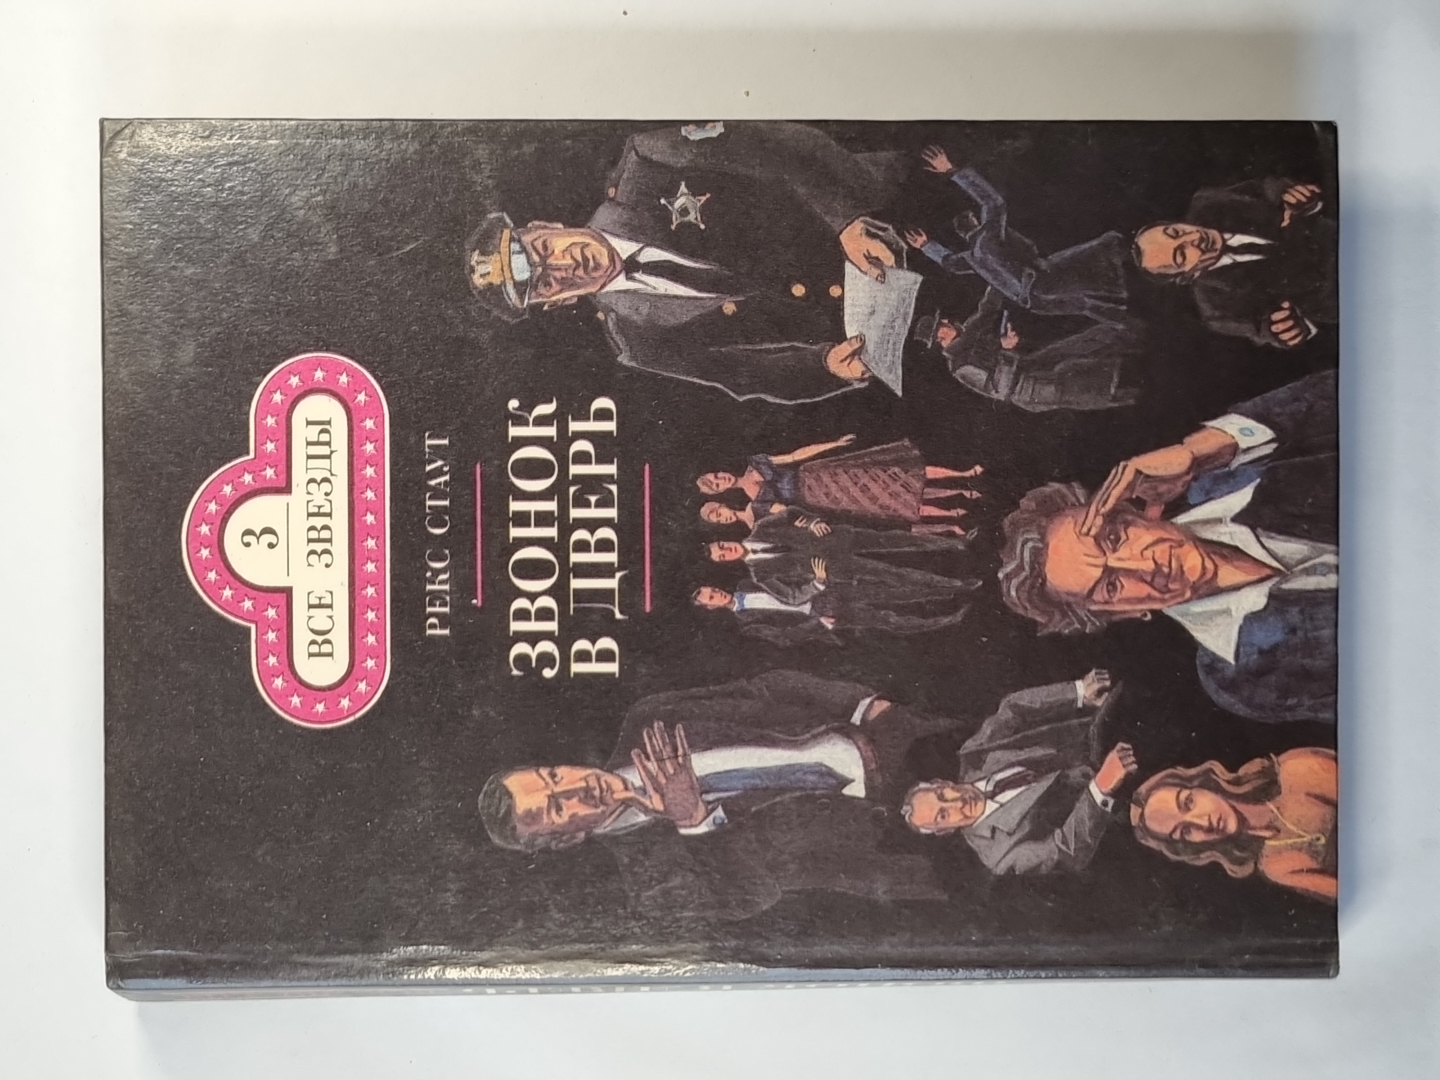 3
ВСЕ ЗВЕЗДЫ
РЕКС СТАУТ
ЗВОНОК
В ДВЕРЬ